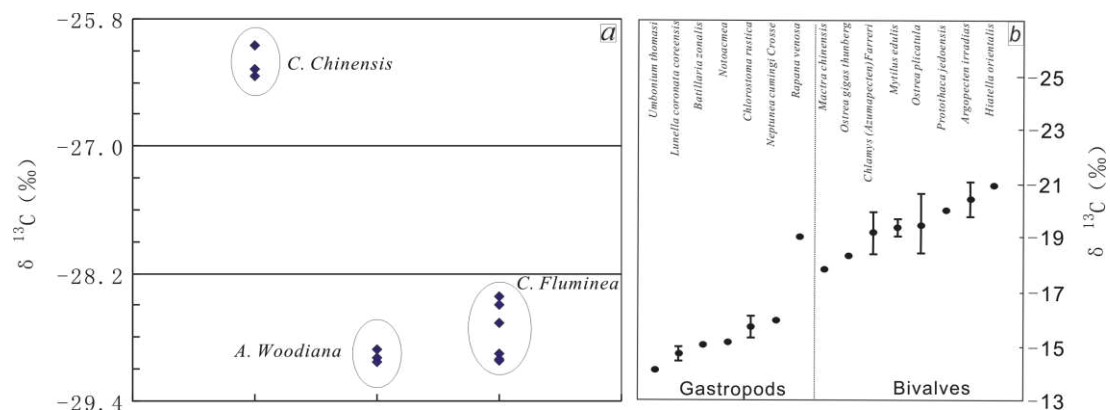 -25.8
-27.0
-28.2
-29.4
δ 13C (‰)
a
C. Chinensis
A. Woodiana
C. Fluminea
b
Umbonium thomasi
Lunella coronata coreensis
Batillaria zonalis
Notoacmea
Chlorostoma rustica
Neptunea cumingi Crosse
Rapana venosa
Mactra chinensis
Ostrea gigas thunberg
Chlamys (Azumapecten) Farreri
Mytilus edulis
Ostrea plicatula
Protothaca jedoensis
Argopecten irradias
Hiatella orientalis
Gastropods
Bivalves
-25
-23
-21
-19
-17
-15
-13
δ 13C (‰)